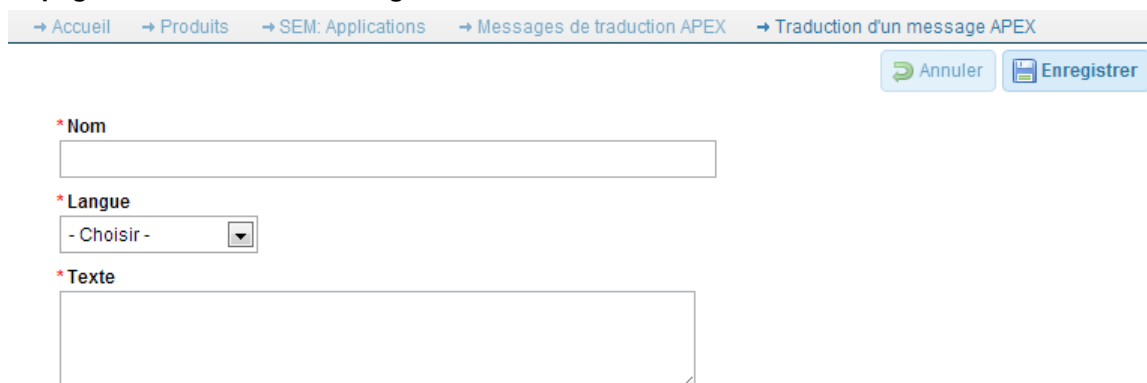 → Accueil → Produits → SEM: Applications → Messages de traduction APEX → Traduction d'un message APEX
Annuler Enregistrer
* Nom
* Langue
- Choisir -
* Texte